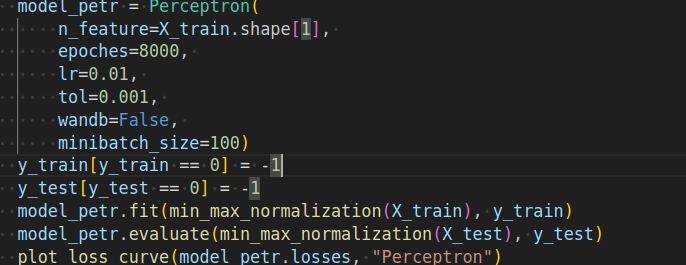 model_petr = Perceptron(
n_feature=X_train.shape[1],
epoches=8000,
lr=0.01,
tol=0.001,
wandb=False,
minibatch_size=100)
y_train[y_train == 0] = -1
y_test[y_test == 0] = -1
model_petr.fit(min_max_normalization(X_train), y_train)
model_petr.evaluate(min_max_normalization(X_test), y_test)
plot_loss_curve(model_petr.losses, "Perceptron")